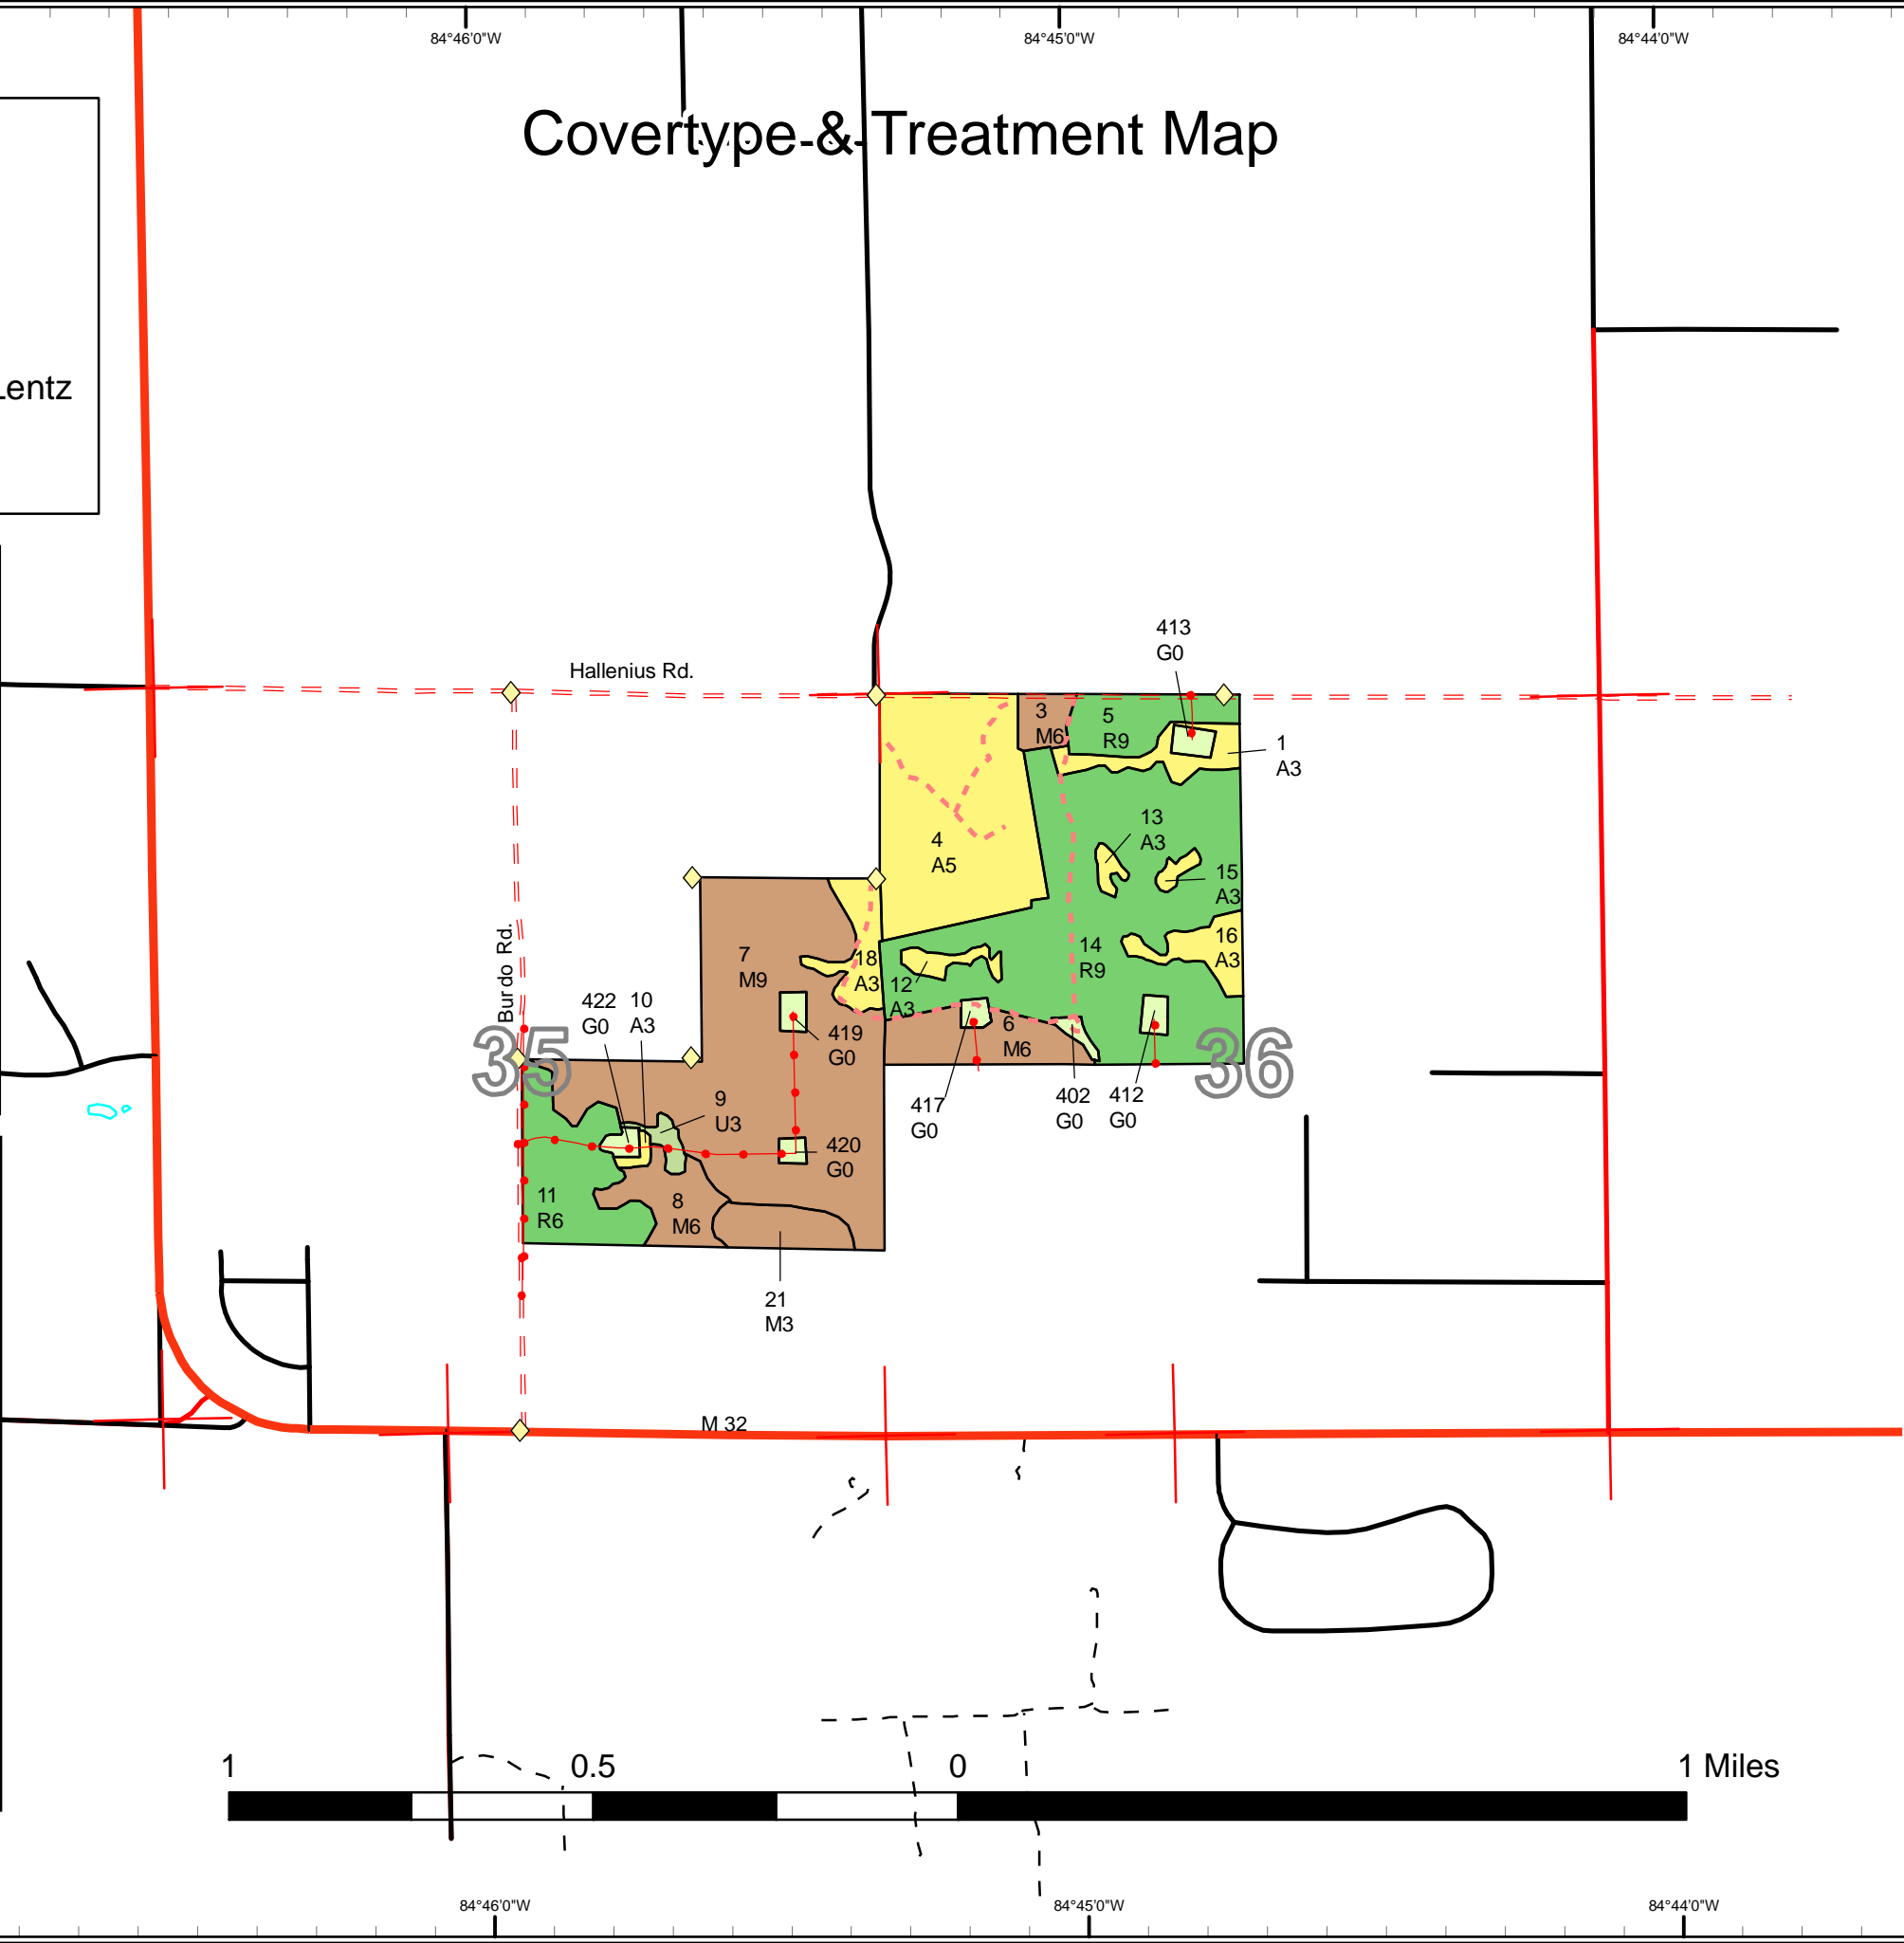 84°46'0"W
84°45'0"W
84°44'0"W
Covertype & Treatment Map
Lentz
413
G0
Hallenius Rd.
3
M6
5
R9
1
A3
13
A3
4
A5
15
A3
Burdo Rd.
7
M9
18
A3
12
A3
14
R9
16
A3
422
G0
10
A3
419
G0
6
M6
35
36
9
U3
417
G0
402
G0
412
G0
420
G0
11
R6
8
M6
21
M3
M 32
1
0.5
0
1 Miles
84°46'0"W
84°45'0"W
84°44'0"W